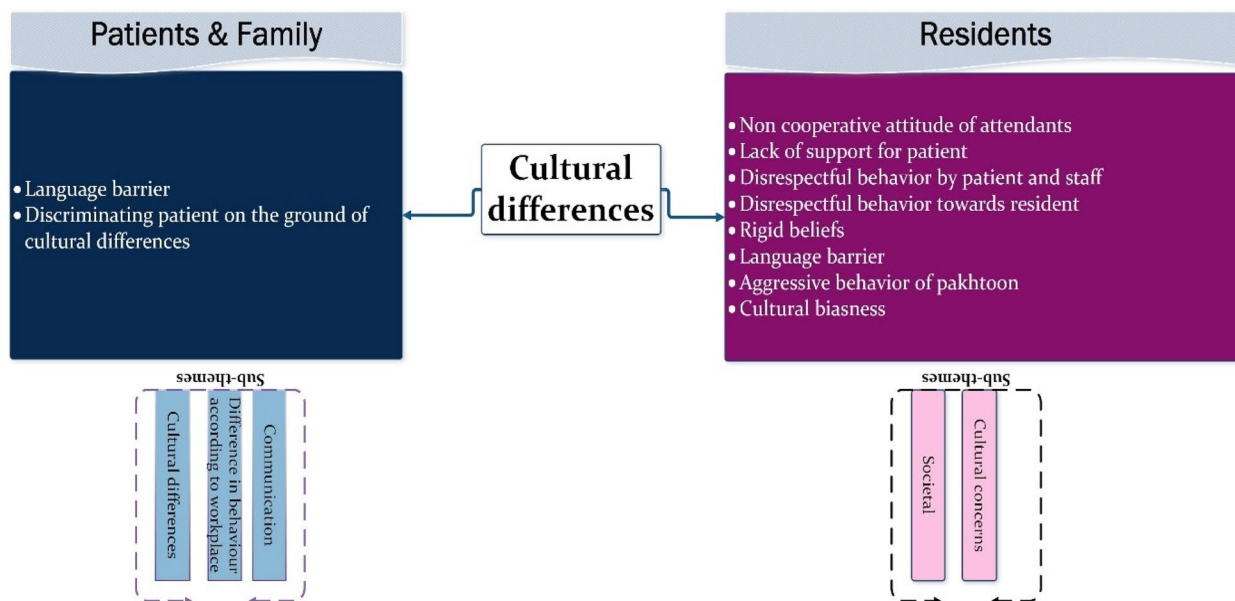 Patients & Family
• Language barrier
• Discriminating patient on the ground of
cultural differences
Cultural
differences
Residents
• Non cooperative attitude of attendants
• Lack of support for patient
• Disrespectful behavior by patient and staff
• Disrespectful behavior towards resident
• Rigid beliefs
• Language barrier
• Aggressive behavior of pakhtoon
• Cultural biasness
Sub-themes
Cultural differences
Difference in behaviour
according to workplace
Communication
Sub-themes
Societal
Cultural concerns